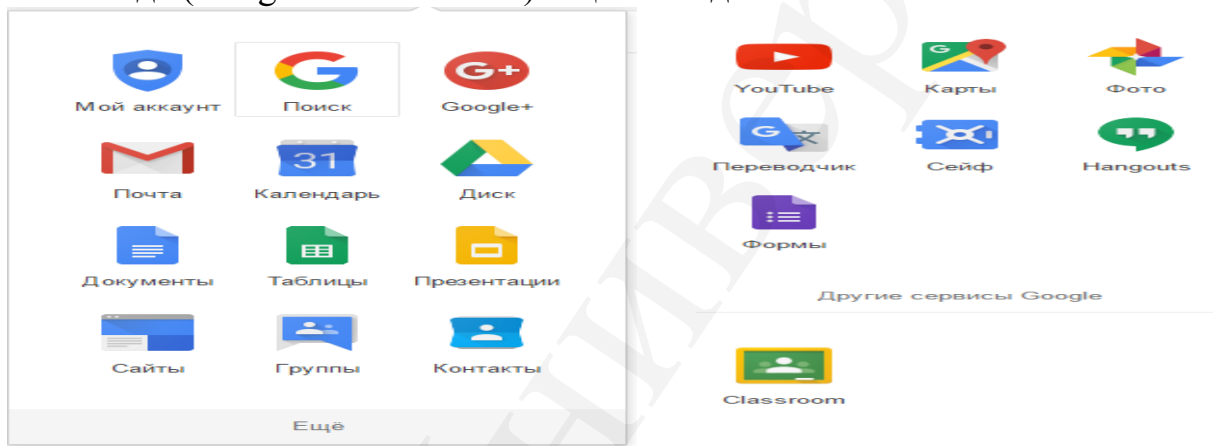 Мой аккаунт Поиск Google+
Почта Календарь Диск
31
Документы Таблицы Презентации
Сайты Группы Контакты
Ещё
YouTube Карты Фото
Переводчик Сейф Hangouts
Формы
Другие сервисы Google
Classroom